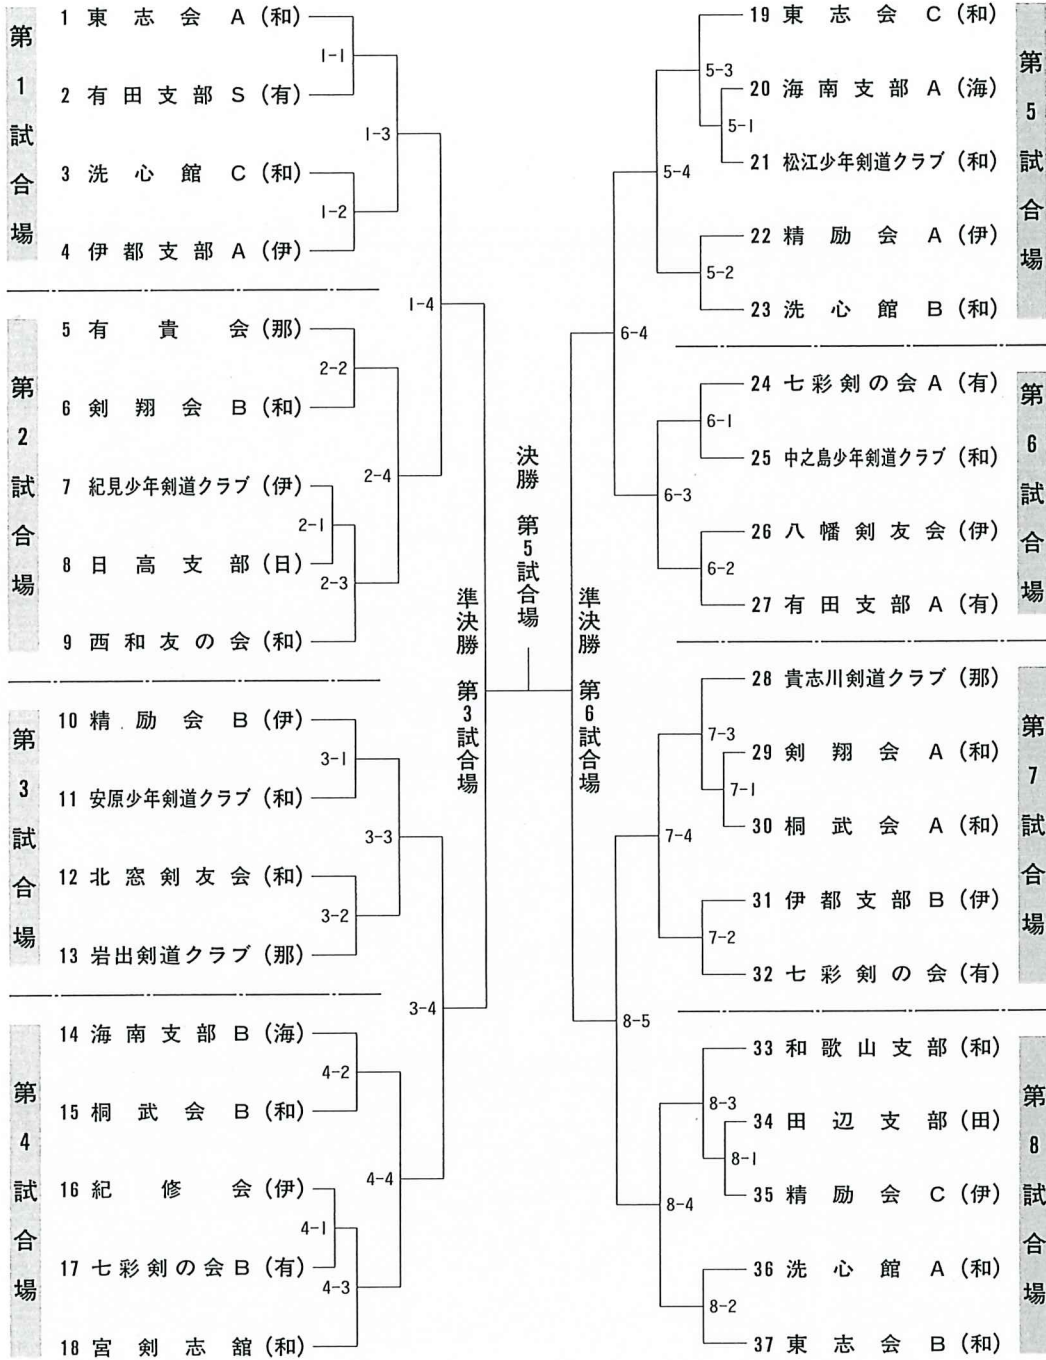 第1試合場
1 東志会A（和）
1-1
2 有田支部S（有）
1-3
3 洗心館C（和）
1-2
4 伊都支部A（伊）
1-4
第2試合場
5 有貴会（那）
2-2
6 剣翔会B（和）
2-4
7 紀見少年剣道クラブ（伊）
2-1
8 日高支部（日）
2-3
9 西和友の会（和）
第3試合場
10 精励会B（伊）
3-1
11 安原少年剣道クラブ（和）
3-3
12 北窓剣友会（和）
3-2
13 岩出剣道クラブ（那）
3-4
第4試合場
14 海南支部B（海）
4-2
15 桐武会B（和）
4-4
16 紀修会（伊）
4-1
17 七彩剣の会B（有）
4-3
18 宮剣志舘（和）
準決勝 第3試合場
決勝 第5試合場
準決勝 第6試合場
第5試合場
19 東志会C（和）
5-3
20 海南支部A（海）
5-1
21 松江少年剣道クラブ（和）
5-4
22 精励会A（伊）
5-2
23 洗心館B（和）
6-4
第6試合場
24 七彩剣の会A（有）
6-1
25 中之島少年剣道クラブ（和）
6-3
26 八幡剣友会（伊）
6-2
27 有田支部A（有）
第7試合場
28 貴志川剣道クラブ（那）
7-3
29 剣翔会A（和）
7-1
30 桐武会A（和）
7-4
31 伊都支部B（伊）
7-2
32 七彩剣の会（有）
8-5
第8試合場
33 和歌山支部（和）
8-3
34 田辺支部（田）
8-1
35 精励会C（伊）
8-4
36 洗心館A（和）
8-2
37 東志会B（和）